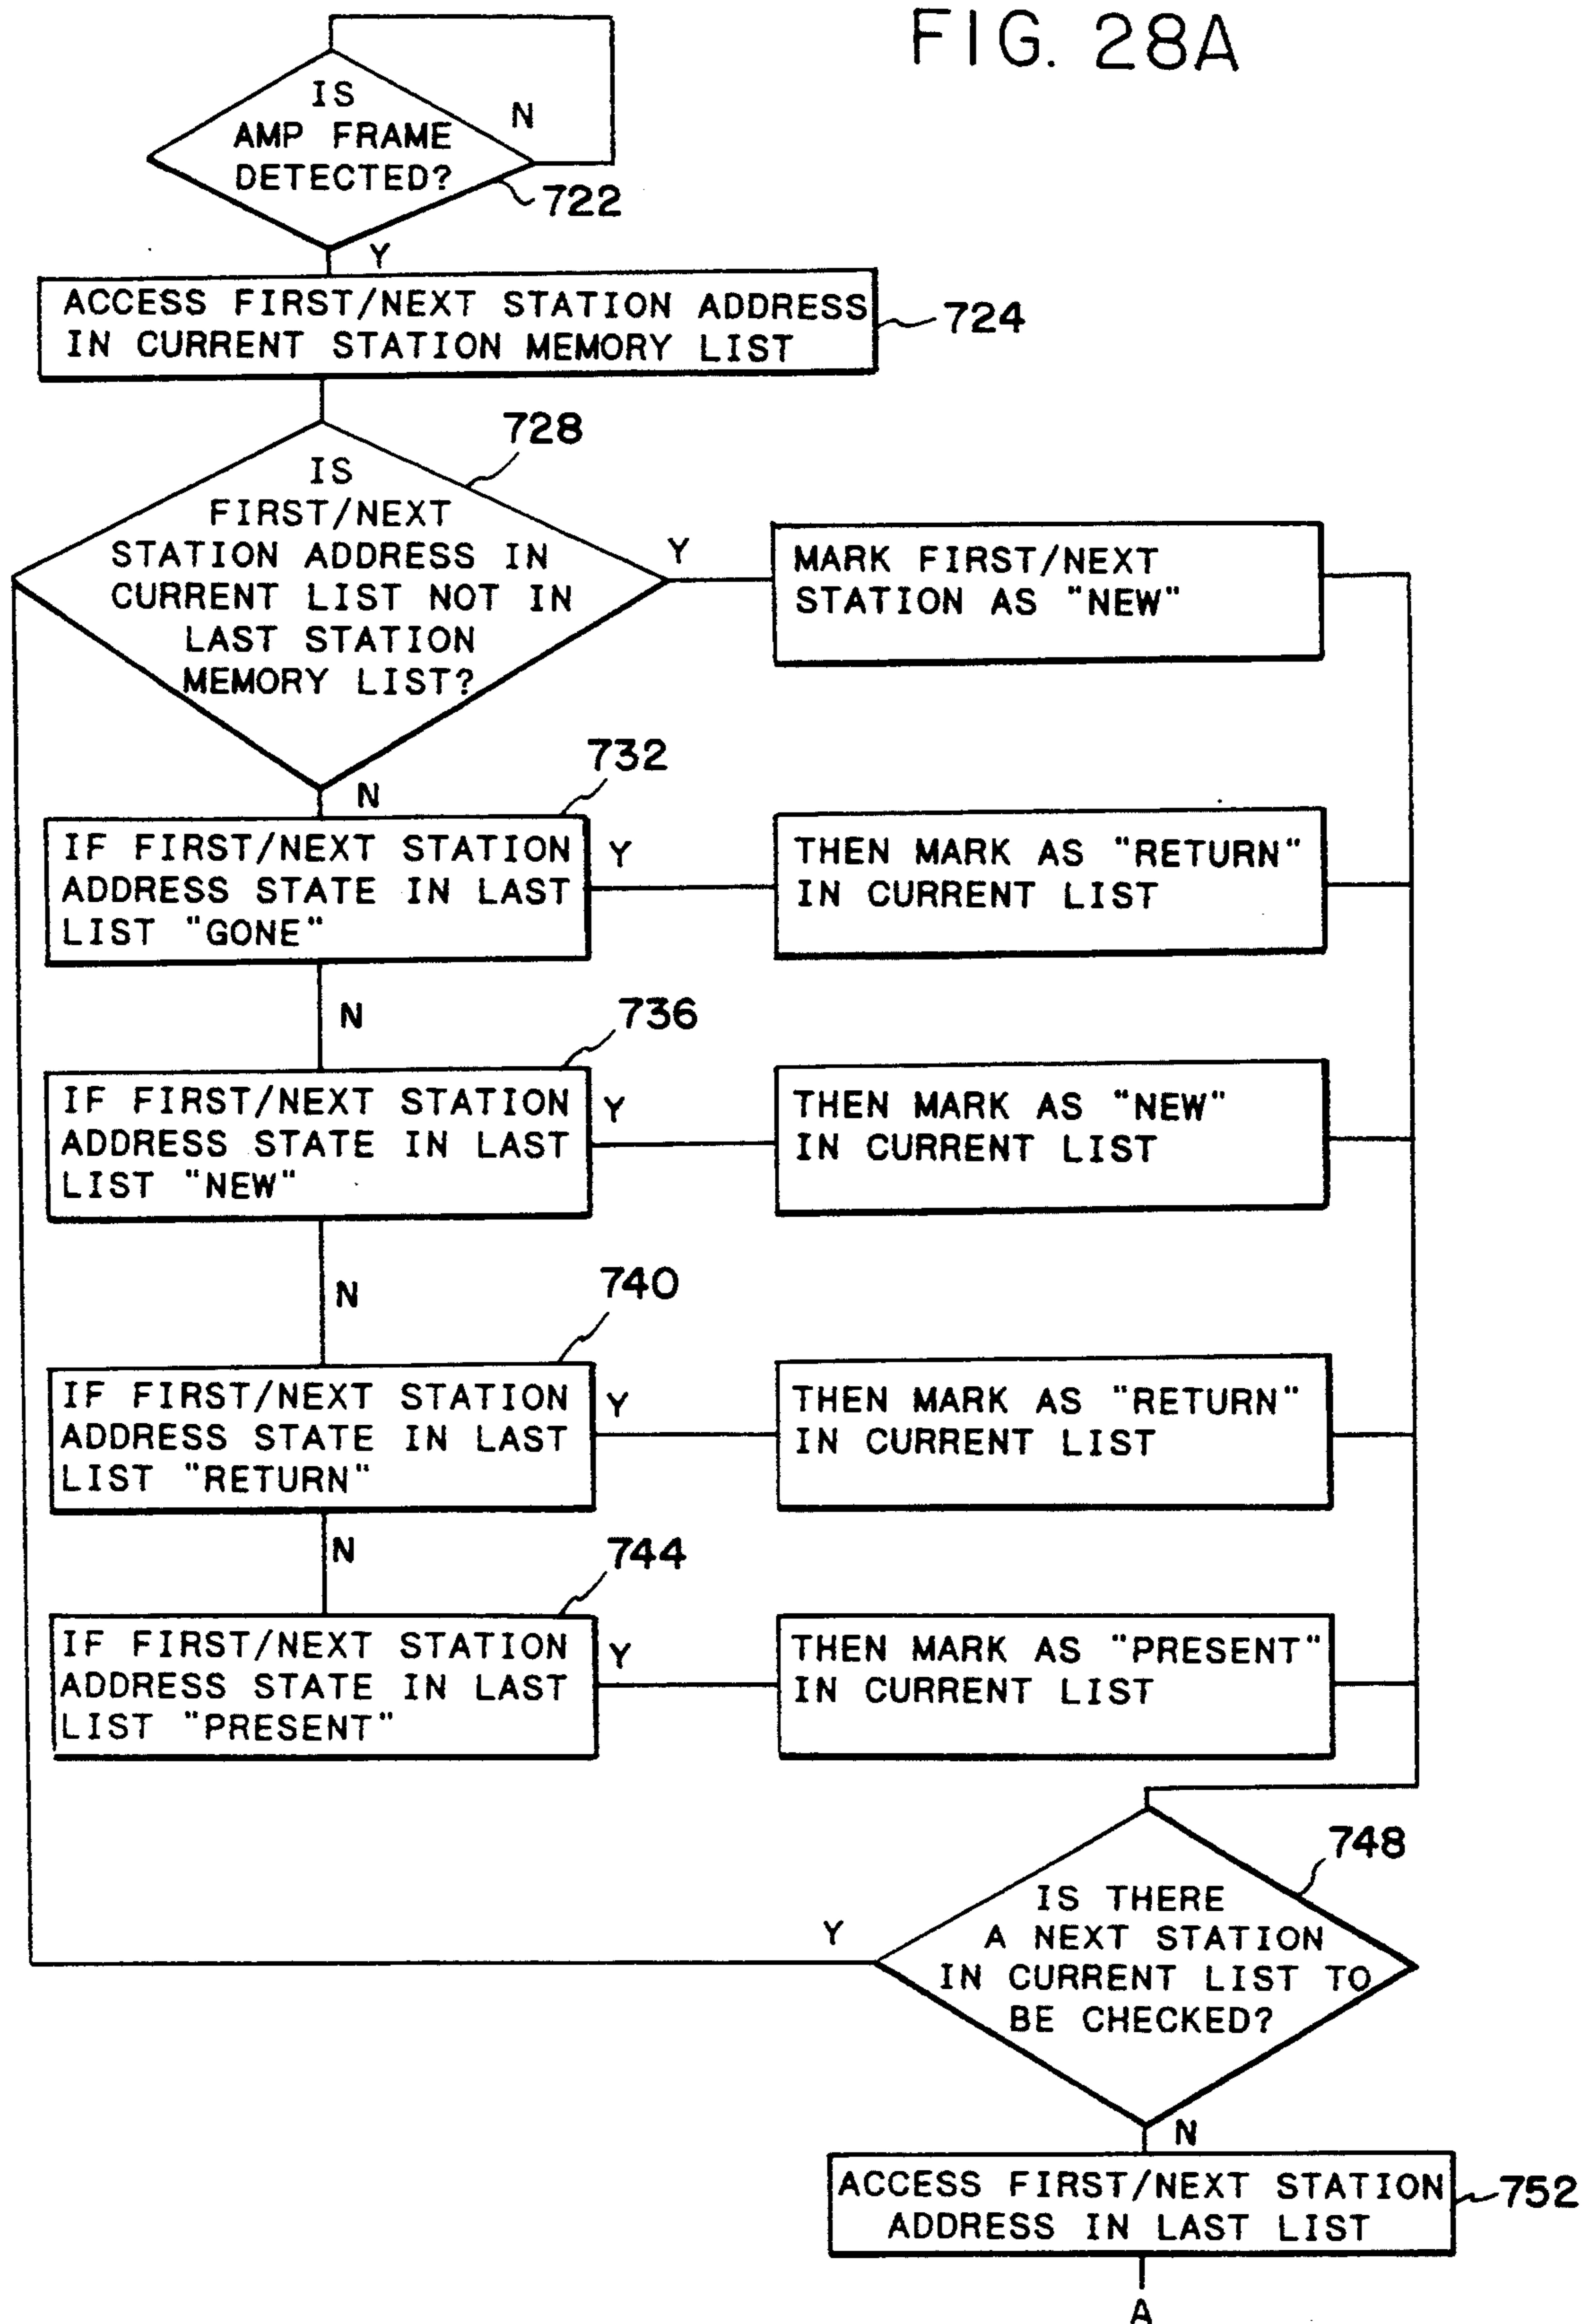 FIG. 28A
IS
AMP FRAME
DETECTED?
N
722
Y
ACCESS FIRST/NEXT STATION ADDRESS
IN CURRENT STATION MEMORY LIST
724
728
IS
FIRST/NEXT
STATION ADDRESS IN
CURRENT LIST NOT IN
LAST STATION
MEMORY LIST?
Y
MARK FIRST/NEXT
STATION AS "NEW"
N
732
IF FIRST/NEXT STATION
ADDRESS STATE IN LAST
LIST "GONE"
Y
THEN MARK AS "RETURN"
IN CURRENT LIST
N
736
IF FIRST/NEXT STATION
ADDRESS STATE IN LAST
LIST "NEW"
Y
THEN MARK AS "NEW"
IN CURRENT LIST
N
740
IF FIRST/NEXT STATION
ADDRESS STATE IN LAST
LIST "RETURN"
Y
THEN MARK AS "RETURN"
IN CURRENT LIST
N
744
IF FIRST/NEXT STATION
ADDRESS STATE IN LAST
LIST "PRESENT"
Y
THEN MARK AS "PRESENT"
IN CURRENT LIST
748
IS THERE
A NEXT STATION
IN CURRENT LIST TO
BE CHECKED?
Y
N
ACCESS FIRST/NEXT STATION
ADDRESS IN LAST LIST
752
A